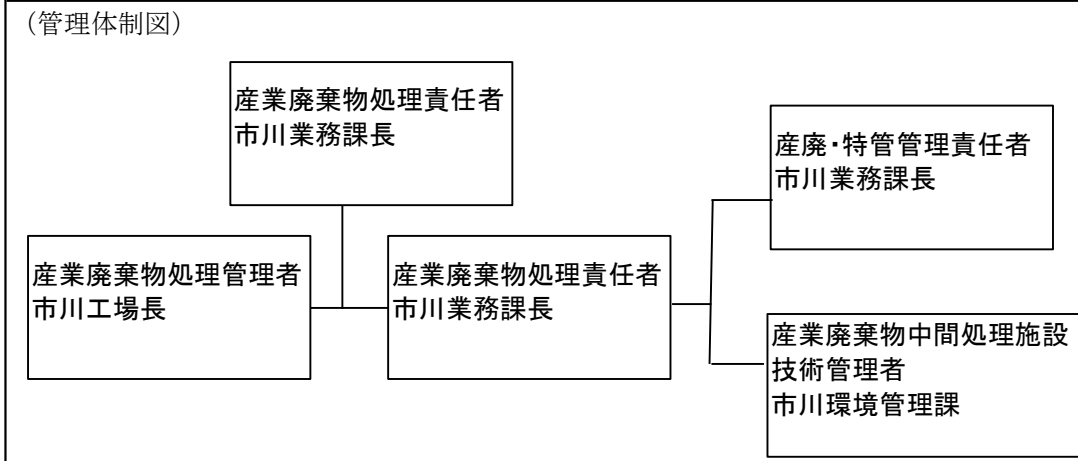 （管理体制図）
産業廃棄物処理責任者
市川業務課長
産廃・特管管理責任者
市川業務課長
産業廃棄物処理管理者
市川工場長
産業廃棄物処理責任者
市川業務課長
産業廃棄物中間処理施設
技術管理者
市川環境管理課